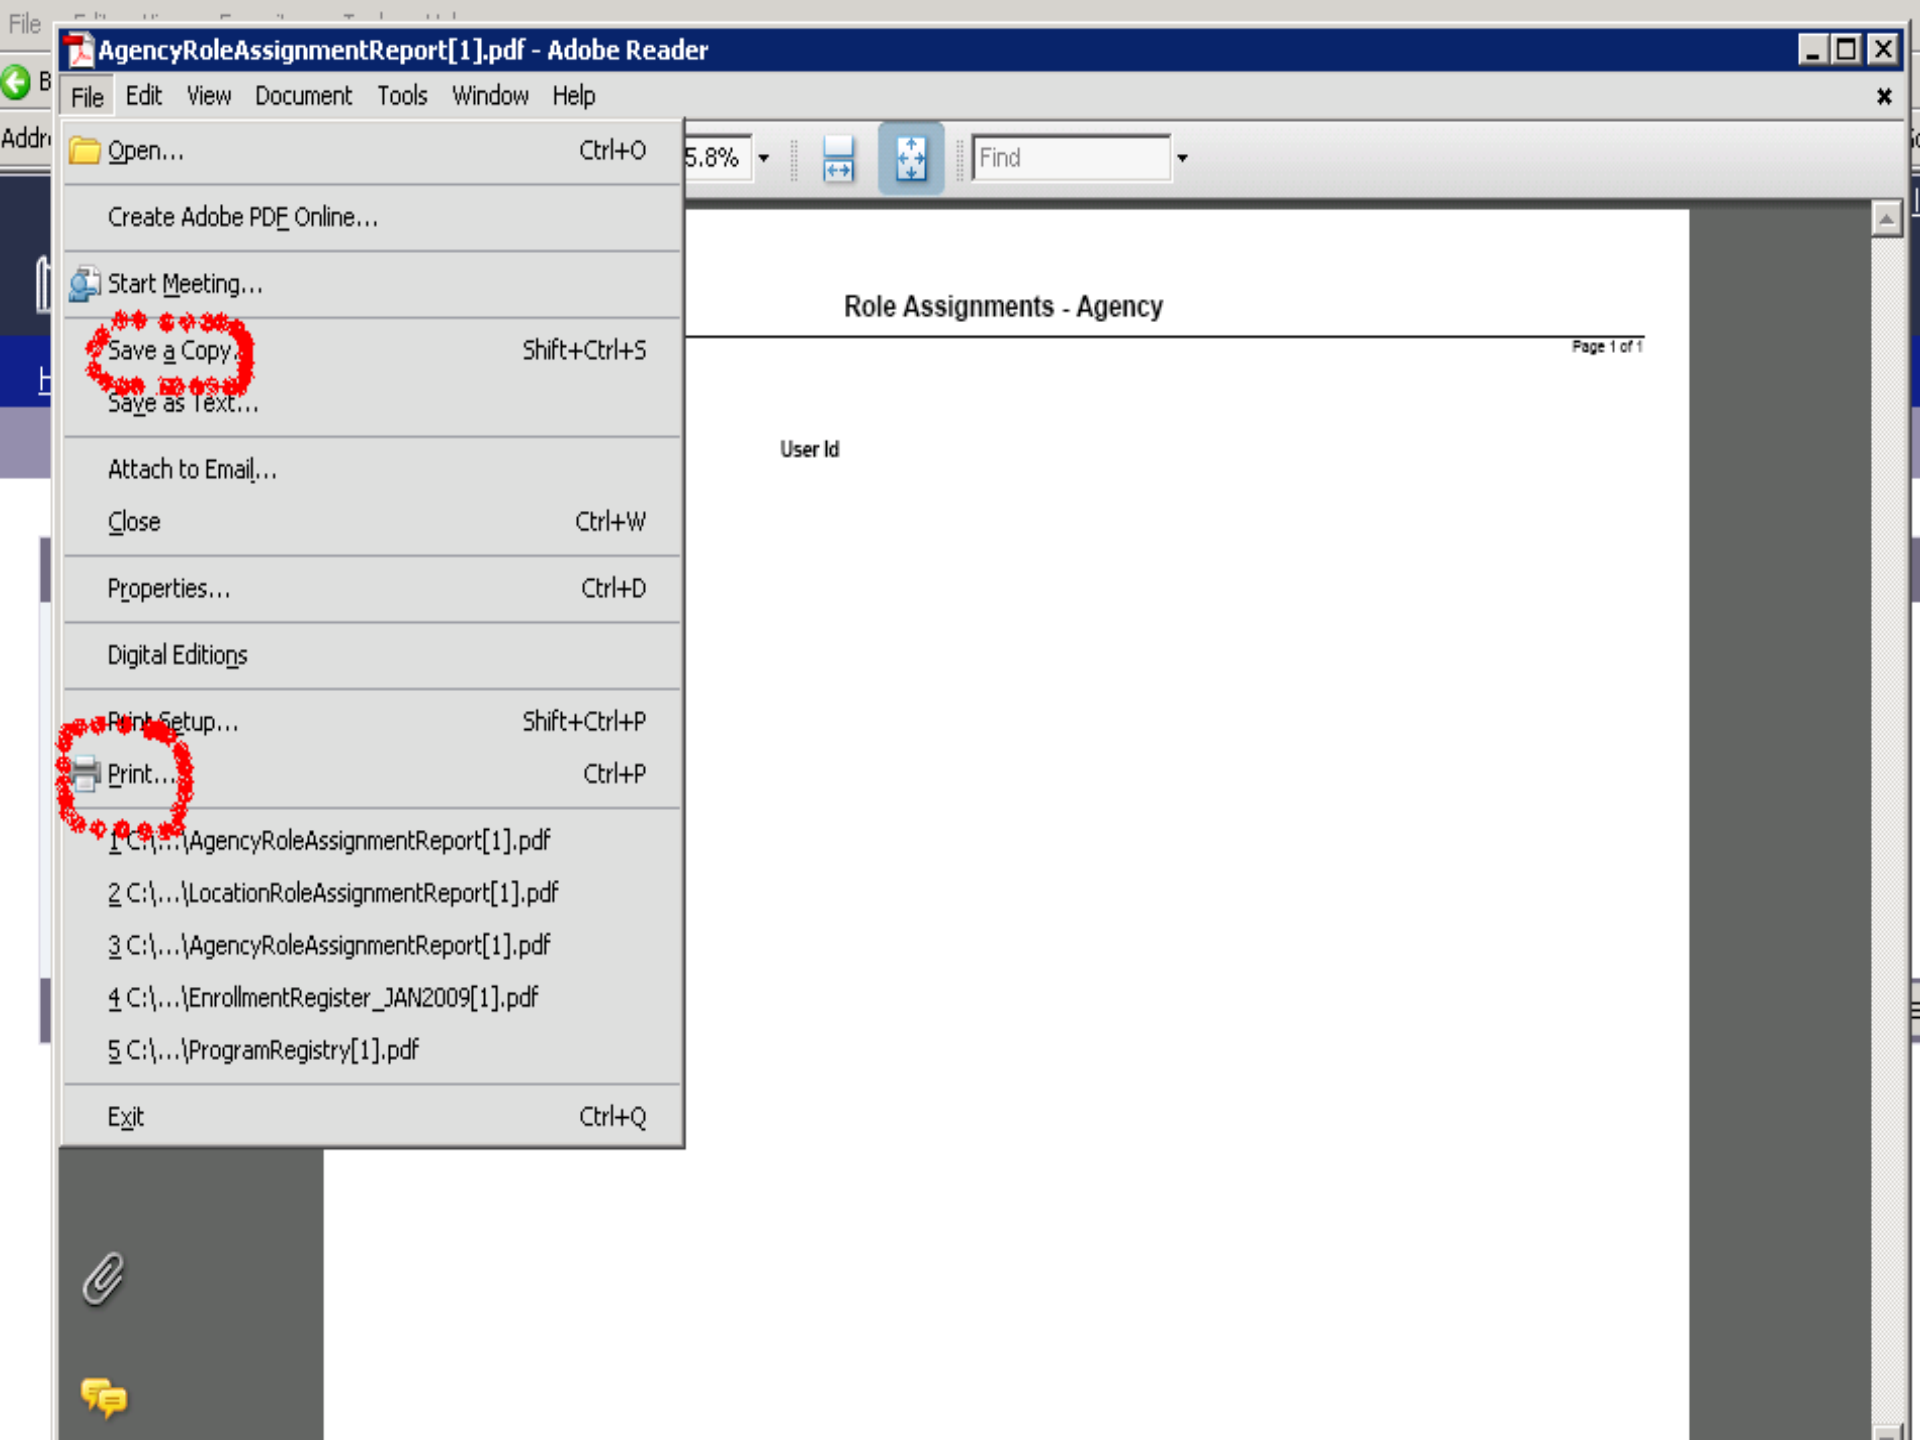 File
AgencyRoleAssignmentReport[1].pdf - Adobe Reader
File Edit View Document Tools Window Help
Open... Ctrl+O
5.8% Find
Create Adobe PDF Online...
Start Meeting...
Role Assignments - Agency
Save a Copy. Shift+Ctrl+S
Page 1 of 1
Save as Text...
User Id
Attach to Email...
Close Ctrl+W
Properties... Ctrl+D
Digital Editions
Print Setup... Shift+Ctrl+P
Print... Ctrl+P
1 C:\...\AgencyRoleAssignmentReport[1].pdf
2 C:\...\LocationRoleAssignmentReport[1].pdf
3 C:\...\AgencyRoleAssignmentReport[1].pdf
4 C:\...\EnrollmentRegister_JAN2009[1].pdf
5 C:\...\ProgramRegistry[1].pdf
Exit Ctrl+Q